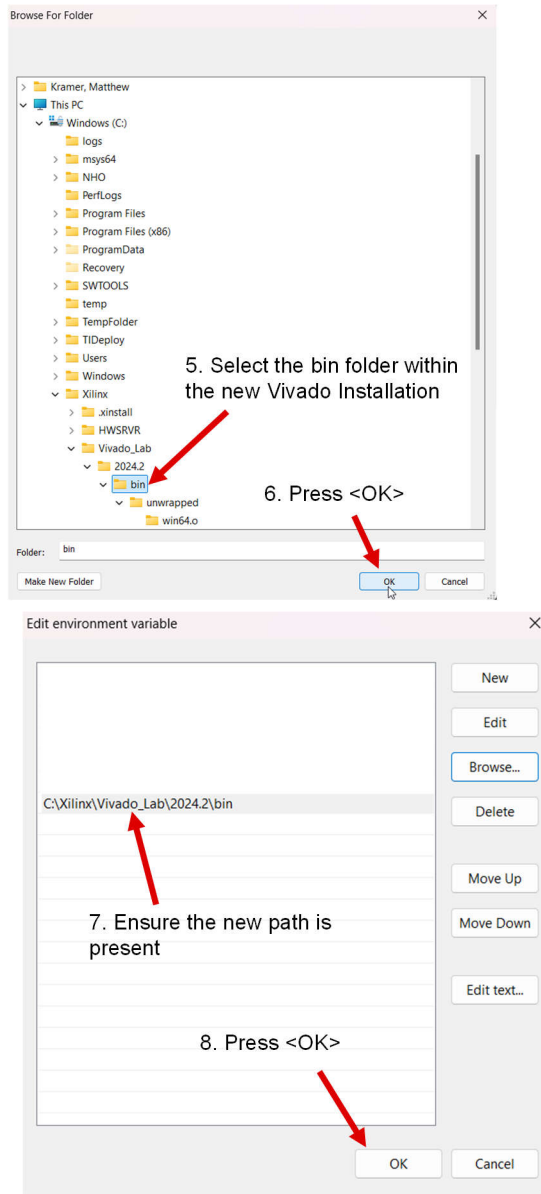 Browse For Folder
Kramer, Matthew
This PC
Windows (C:)
logs
msys64
NHO
PerfLogs
Program Files
Program Files (x86)
ProgramData
Recovery
SWTOOLS
temp
TempFolder
TIDeploy
Users
Windows
Xilinx
.xinstall
HWSRVR
Vivado_Lab
2024.2
bin
unwrapped
win64.o
5. Select the bin folder within
the new Vivado Installation
6. Press <OK>
Folder: bin
Make New Folder OK Cancel
Edit environment variable
New
Edit
Browse...
C:\Xilinx\Vivado_Lab\2024.2\bin
Delete
Move Up
7. Ensure the new path is
present
Move Down
Edit text...
8. Press <OK>
OK Cancel